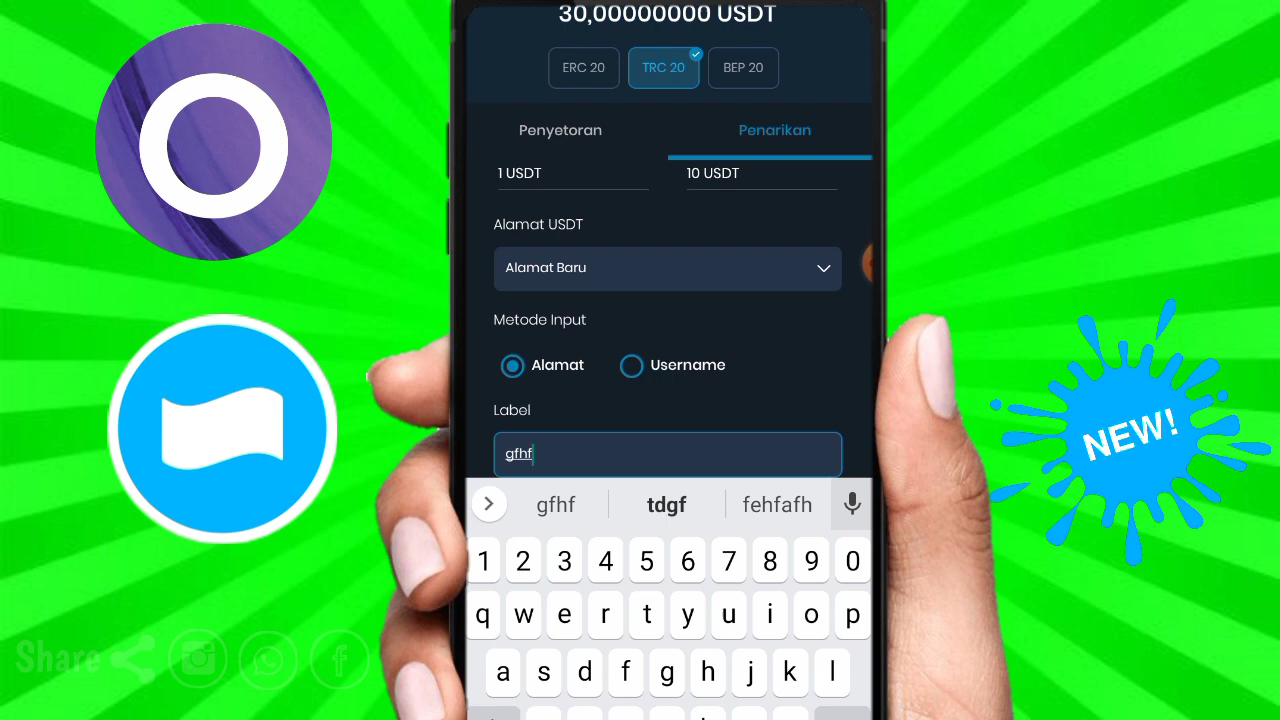 30,00000000 USDT
ERC 20 TRC 20 BEP 20
Penyetoran Penarikan
1 USDT 10 USDT
Alamat USDT
Alamat Baru
Metode Input
Alamat Username
Label
gfhf
gfhf tdgf fehfafh
1 2 3 4 5 6 7 8 9 0
q w e r t y u i o p
a s d f g h j k l
NEW!
Share